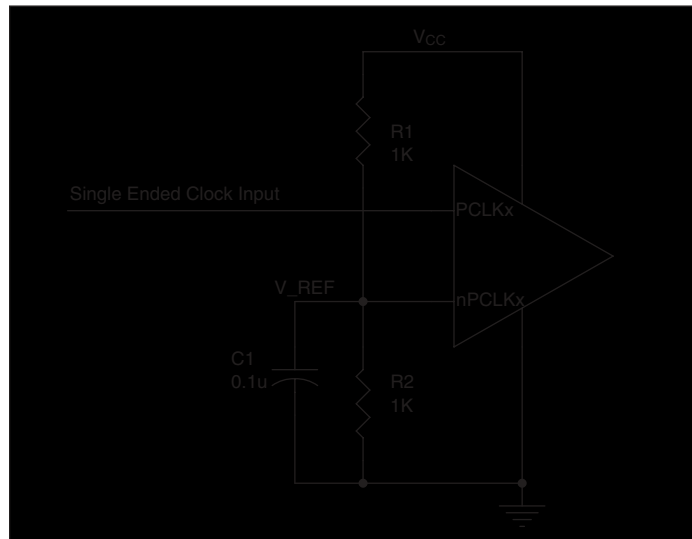 VCC
R1
1K
Single Ended Clock Input
PCLKx
V_REF
nPCLKx
C1
0.1u
R2
1K